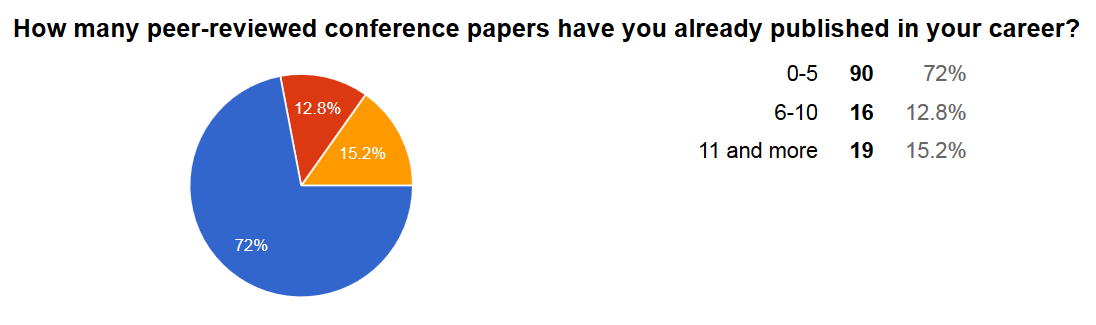 How many peer-reviewed conference papers have you already published in your career?
0-5 90 72%
6-10 16 12.8%
11 and more 19 15.2%
12.8%
15.2%
72%